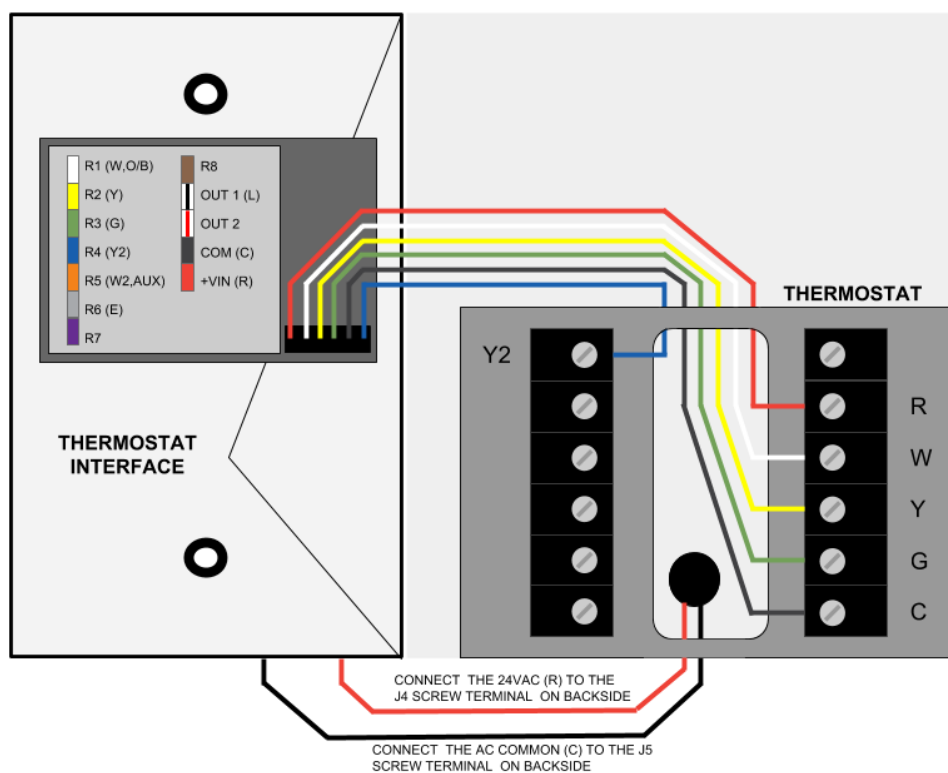 R1 (W,O/B)
R2 (Y)
R3 (G)
R4 (Y2)
R5 (W2,AUX)
R6 (E)
R7
R8
OUT 1 (L)
OUT 2
COM (C)
+VIN (R)
THERMOSTAT
INTERFACE
THERMOSTAT
Y2
R
W
Y
G
C
CONNECT THE 24VAC (R) TO THE
J4 SCREW TERMINAL ON BACKSIDE
CONNECT THE AC COMMON (C) TO THE J5
SCREW TERMINAL ON BACKSIDE